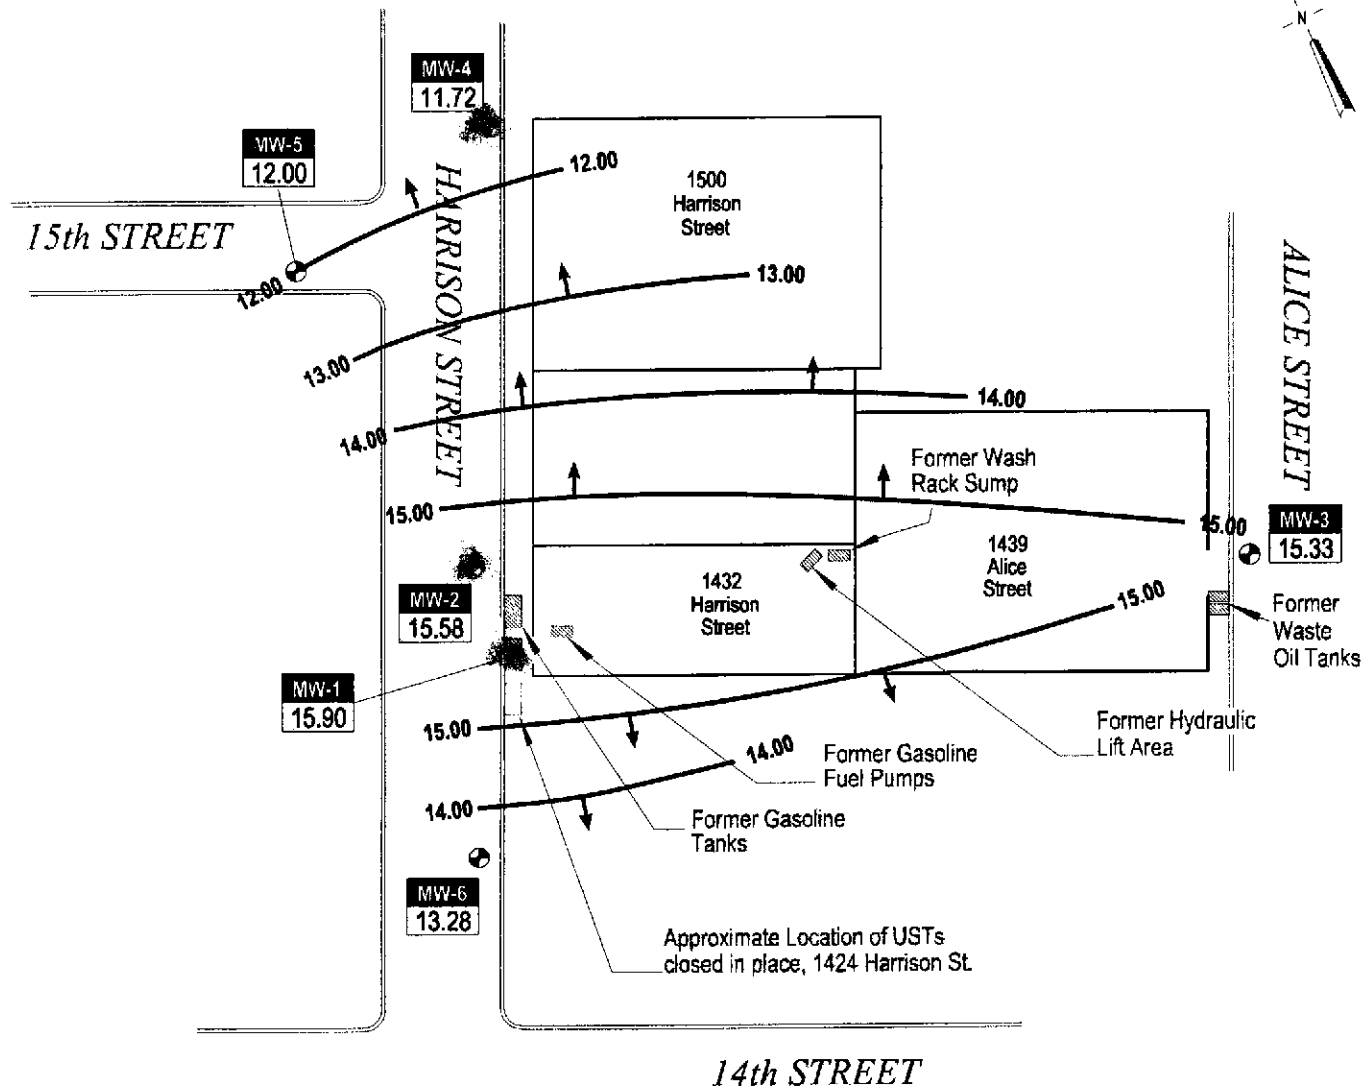 N
MW-4
11.72
MW-5
12.00
12.00
1500
Harrison
Street
15th STREET
HARRISON STREET
12.00
13.00
13.00
ALICE STREET
14.00
14.00
Former Wash
Rack Sump
15.00
15.00
MW-3
15.33
1439
Alice
Street
1432
Harrison
Street
MW-2
15.58
15.00
Former
Waste
Oil Tanks
MW-1
15.90
15.00
Former Hydraulic
Lift Area
14.00
Former Gasoline
Fuel Pumps
14.00
Former Gasoline
Tanks
MW-6
13.28
Approximate Location of USTs
closed in place, 1424 Harrison St.
14th STREET